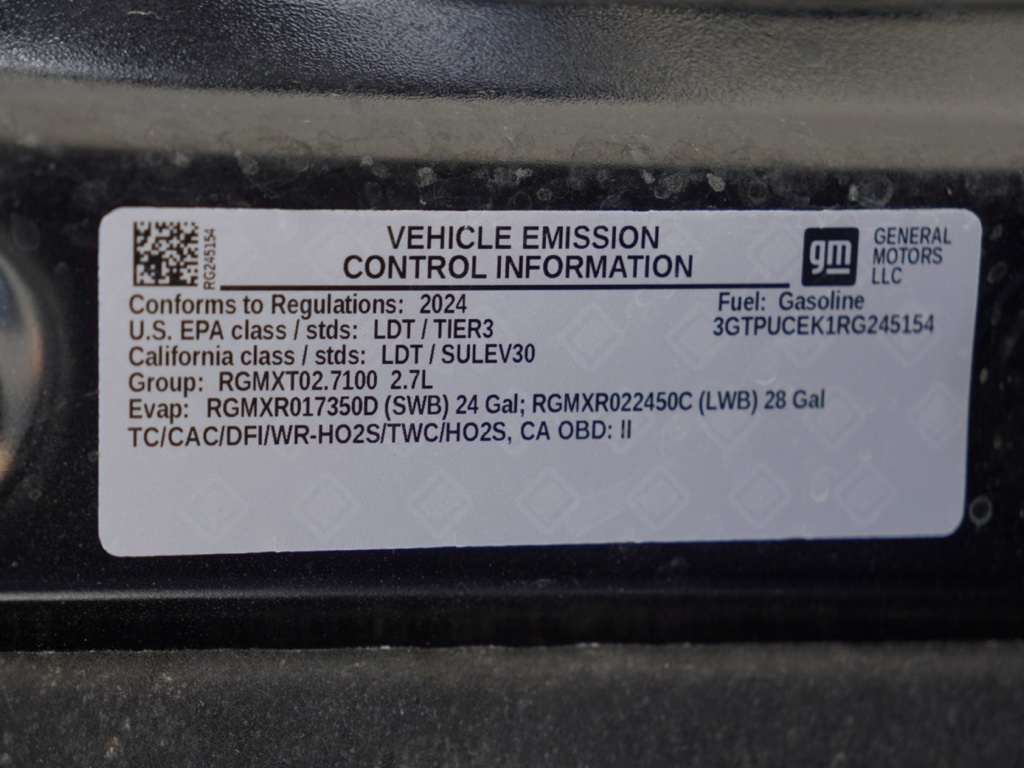 RG245154
VEHICLE EMISSION
CONTROL INFORMATION
gm
GENERAL
MOTORS
LLC
Conforms to Regulations: 2024
Fuel: Gasoline
U.S. EPA class / stds: LDT / TIER3
3GTPUCEK1RG245154
California class / stds: LDT / SULEV30
Group: RGMXT02.7100 2.7L
Evap: RGMXR017350D (SWB) 24 Gal; RGMXR022450C (LWB) 28 Gal
TC/CAC/DFI/WR-HO2S/TWC/HO2S, CA OBD: II